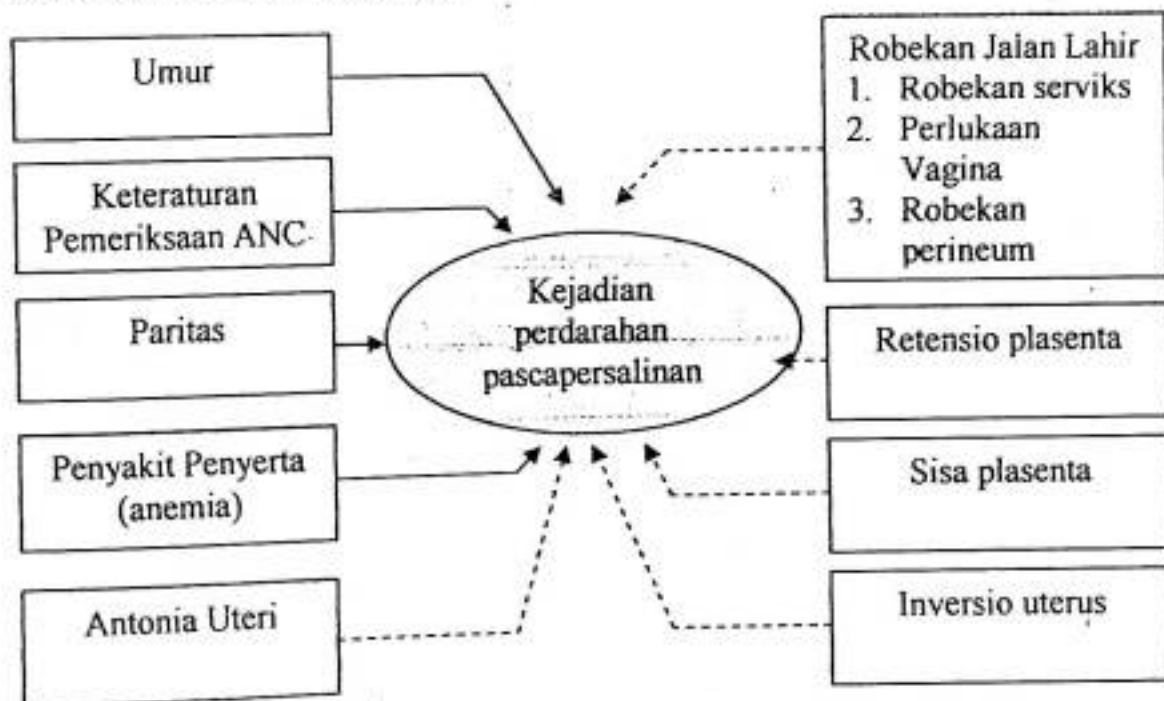 Umur
Keteraturan
Pemeriksaan ANC
Paritas
Penyakit Penyerta
(anemia)
Antonia Uteri
Kejadian
perdarahan
pascapersalinan
Robekan Jalan Lahir
1. Robekan serviks
2. Perlukaan
Vagina
3. Robekan
perineum
Retensio plasenta
Sisa plasenta
Inversio uterus